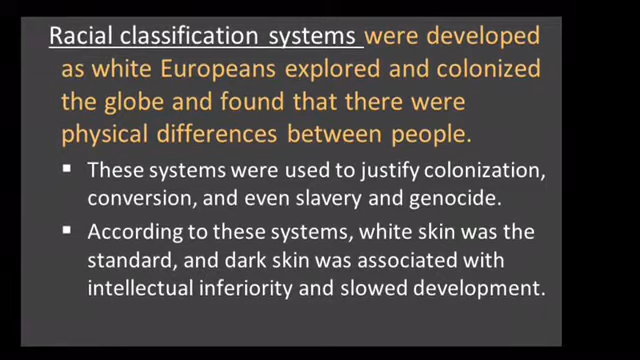 Racial classification systems were developed
as white Europeans explored and colonized
the globe and found that there were
physical differences between people.
▪ These systems were used to justify colonization,
conversion, and even slavery and genocide.
▪ According to these systems, white skin was the
standard, and dark skin was associated with
intellectual inferiority and slowed development.